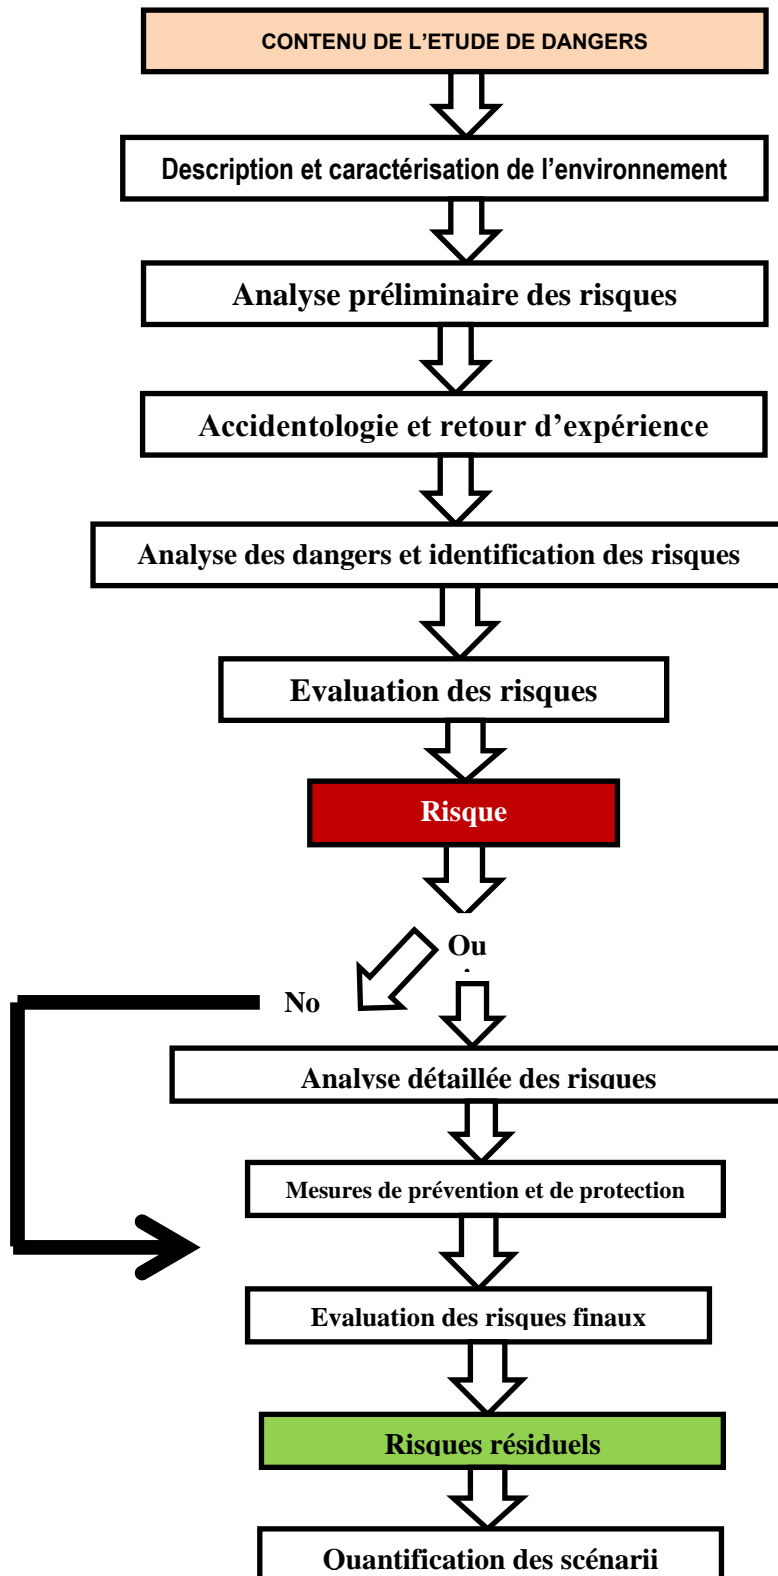 CONTENU DE L'ETUDE DE DANGERS
Description et caractérisation de l'environnement
Analyse préliminaire des risques
Accidentologie et retour d'expérience
Analyse des dangers et identification des risques
Evaluation des risques
Risque
Ou
No
Analyse détaillée des risques
Mesures de prévention et de protection
Evaluation des risques finaux
Risques résiduels
Quantification des scénarii